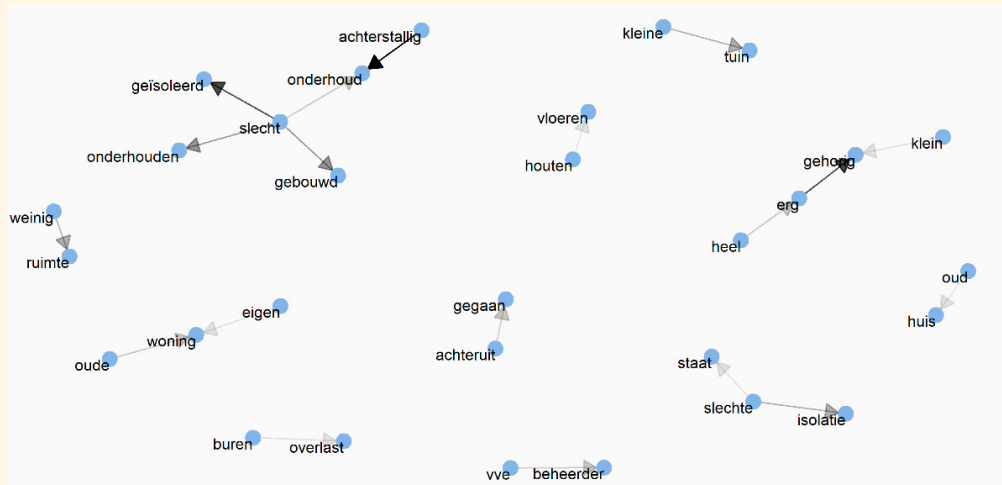 achterstallig
kleine
tuin
geïsoleerd
onderhoud
vloeren
slecht
onderhouden
gehorig
klein
houten
gebouwd
erg
weinig
heel
ruimte
oud
gegaan
eigen
huis
woning
achteruit
oude
staat
slechte
isolatie
buren
overlast
vve
beheerder